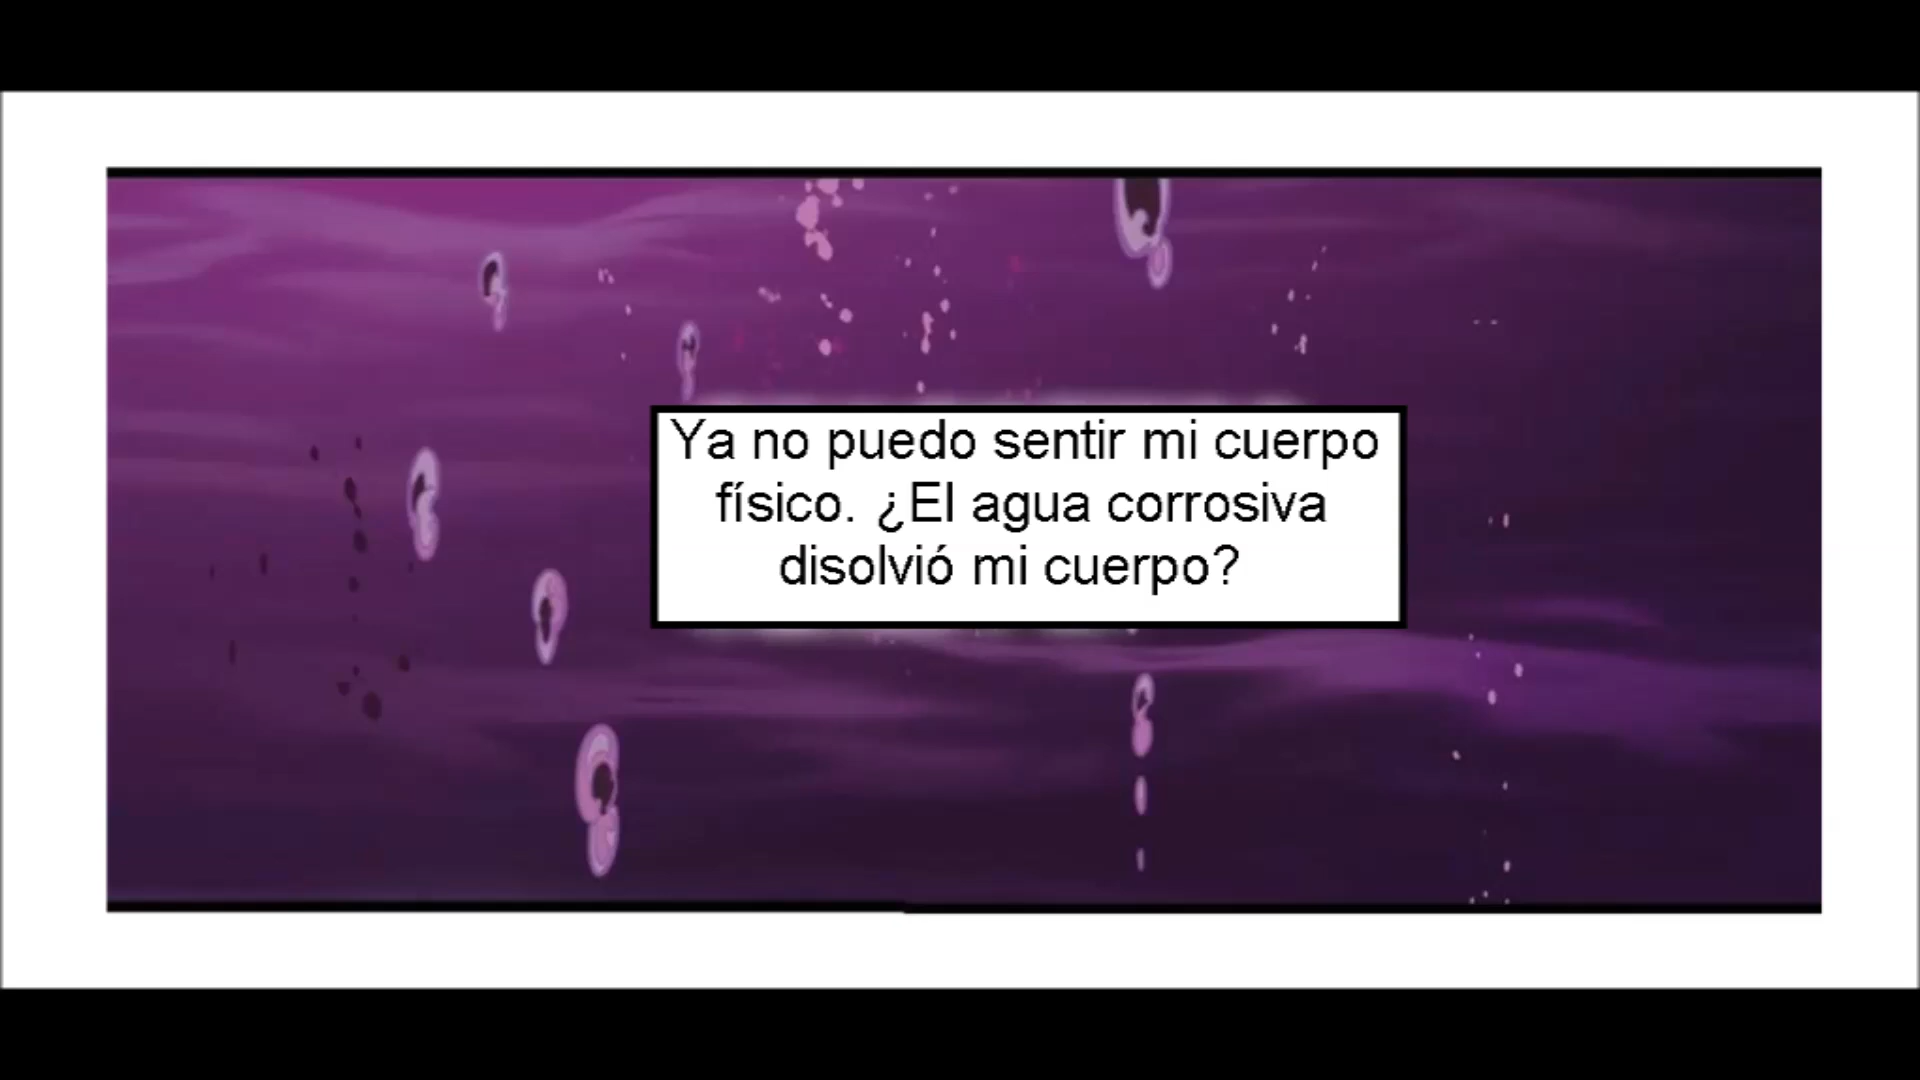 Ya no puedo sentir mi cuerpo
físico. ¿El agua corrosiva
disolvió mi cuerpo?